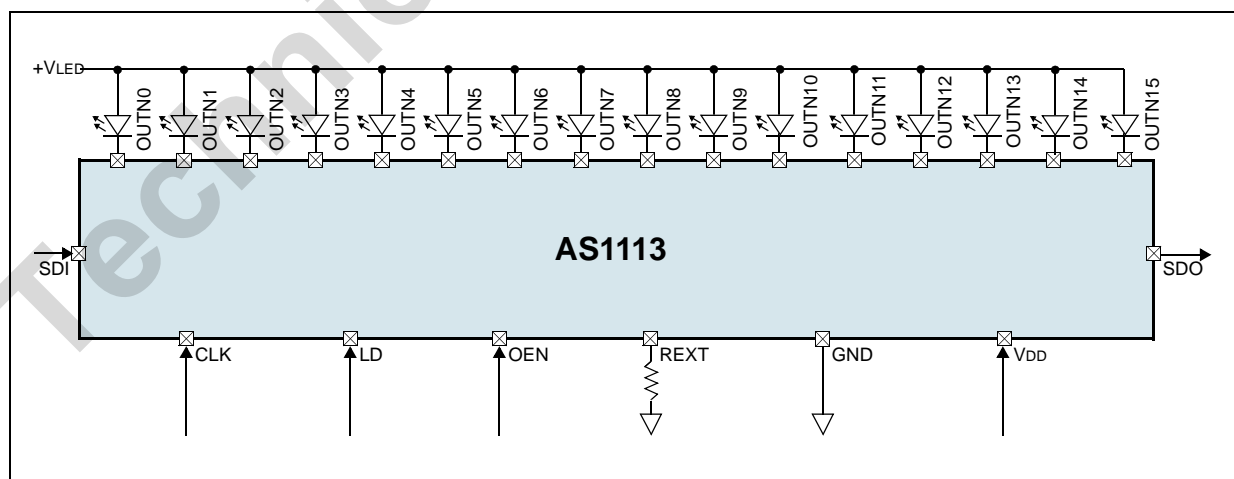 +VLED
OUTN0
OUTN1
OUTN2
OUTN3
OUTN4
OUTN5
OUTN6
OUTN7
OUTN8
OUTN9
OUTN10
OUTN11
OUTN12
OUTN13
OUTN14
OUTN15
AS1113
SDI
SDO
CLK
LD
OEN
REXT
GND
VDD
Technic